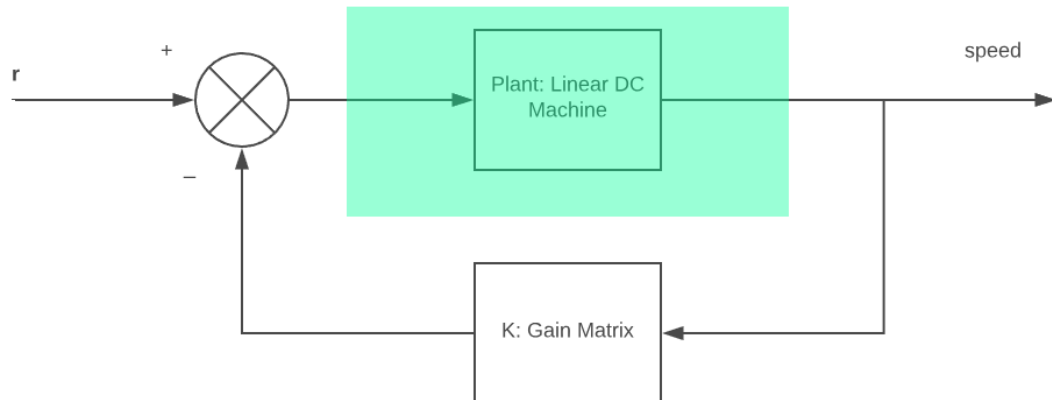 +
speed
r
Plant: Linear DC
Machine
–
K: Gain Matrix